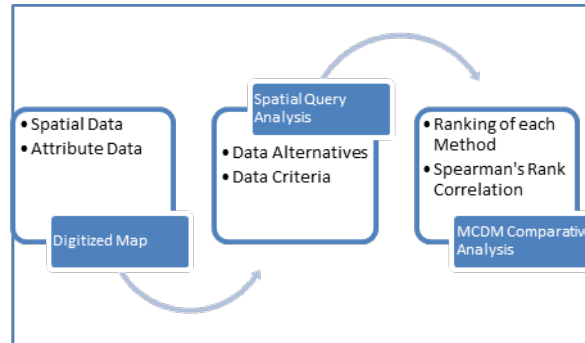 • Spatial Data
• Attribute Data
Digitized Map
Spatial Query
Analysis
• Data Alternatives
• Data Criteria
• Ranking of each
Method
• Spearman's Rank
Correlation
MCDM Comparative
Analysis